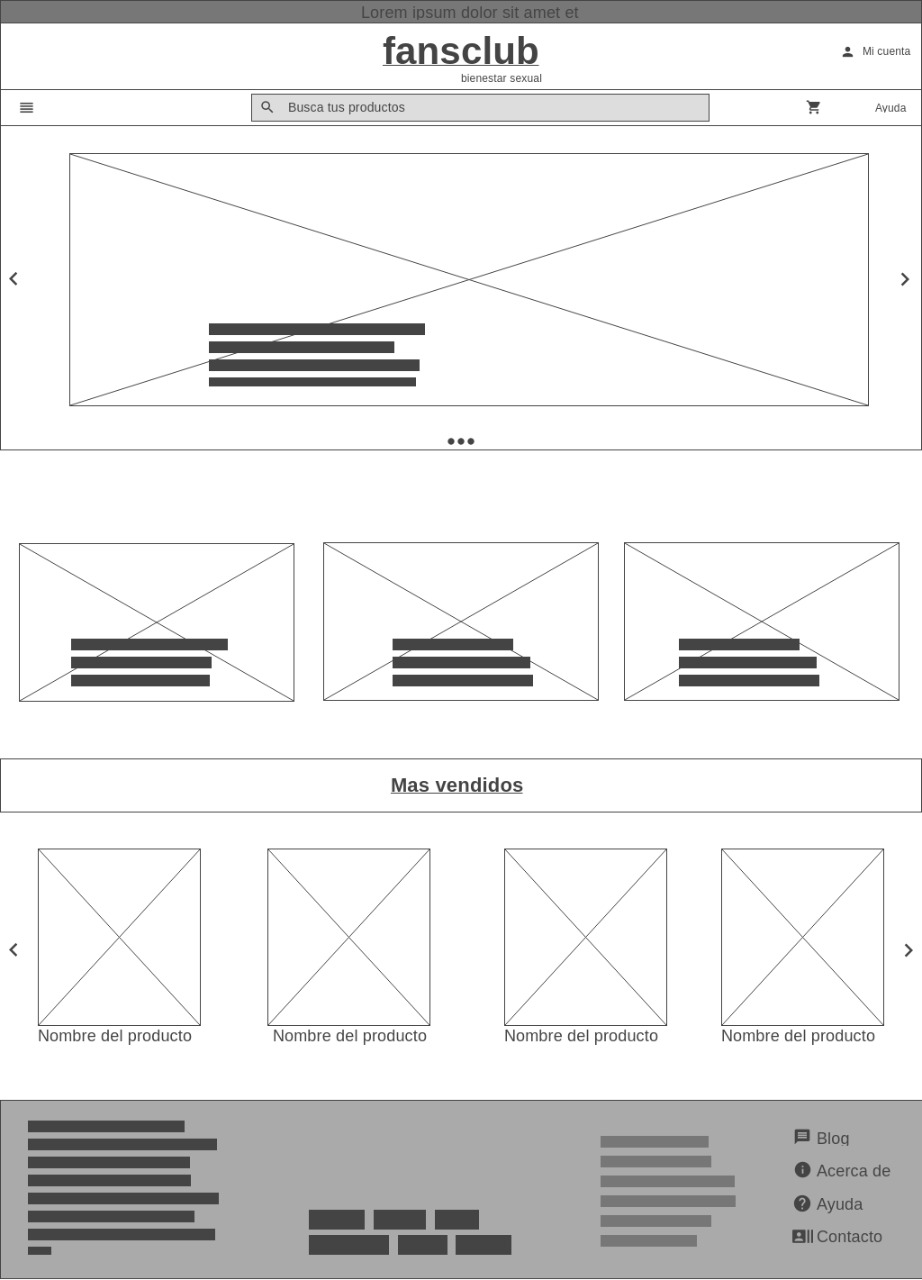 Lorem ipsum dolor sit amet et
fansclub
bienestar sexual
Mi cuenta
Busca tus productos
Ayuda
Mas vendidos
Nombre del producto
Nombre del producto
Nombre del producto
Nombre del producto
Blog
Acerca de
Ayuda
Contacto